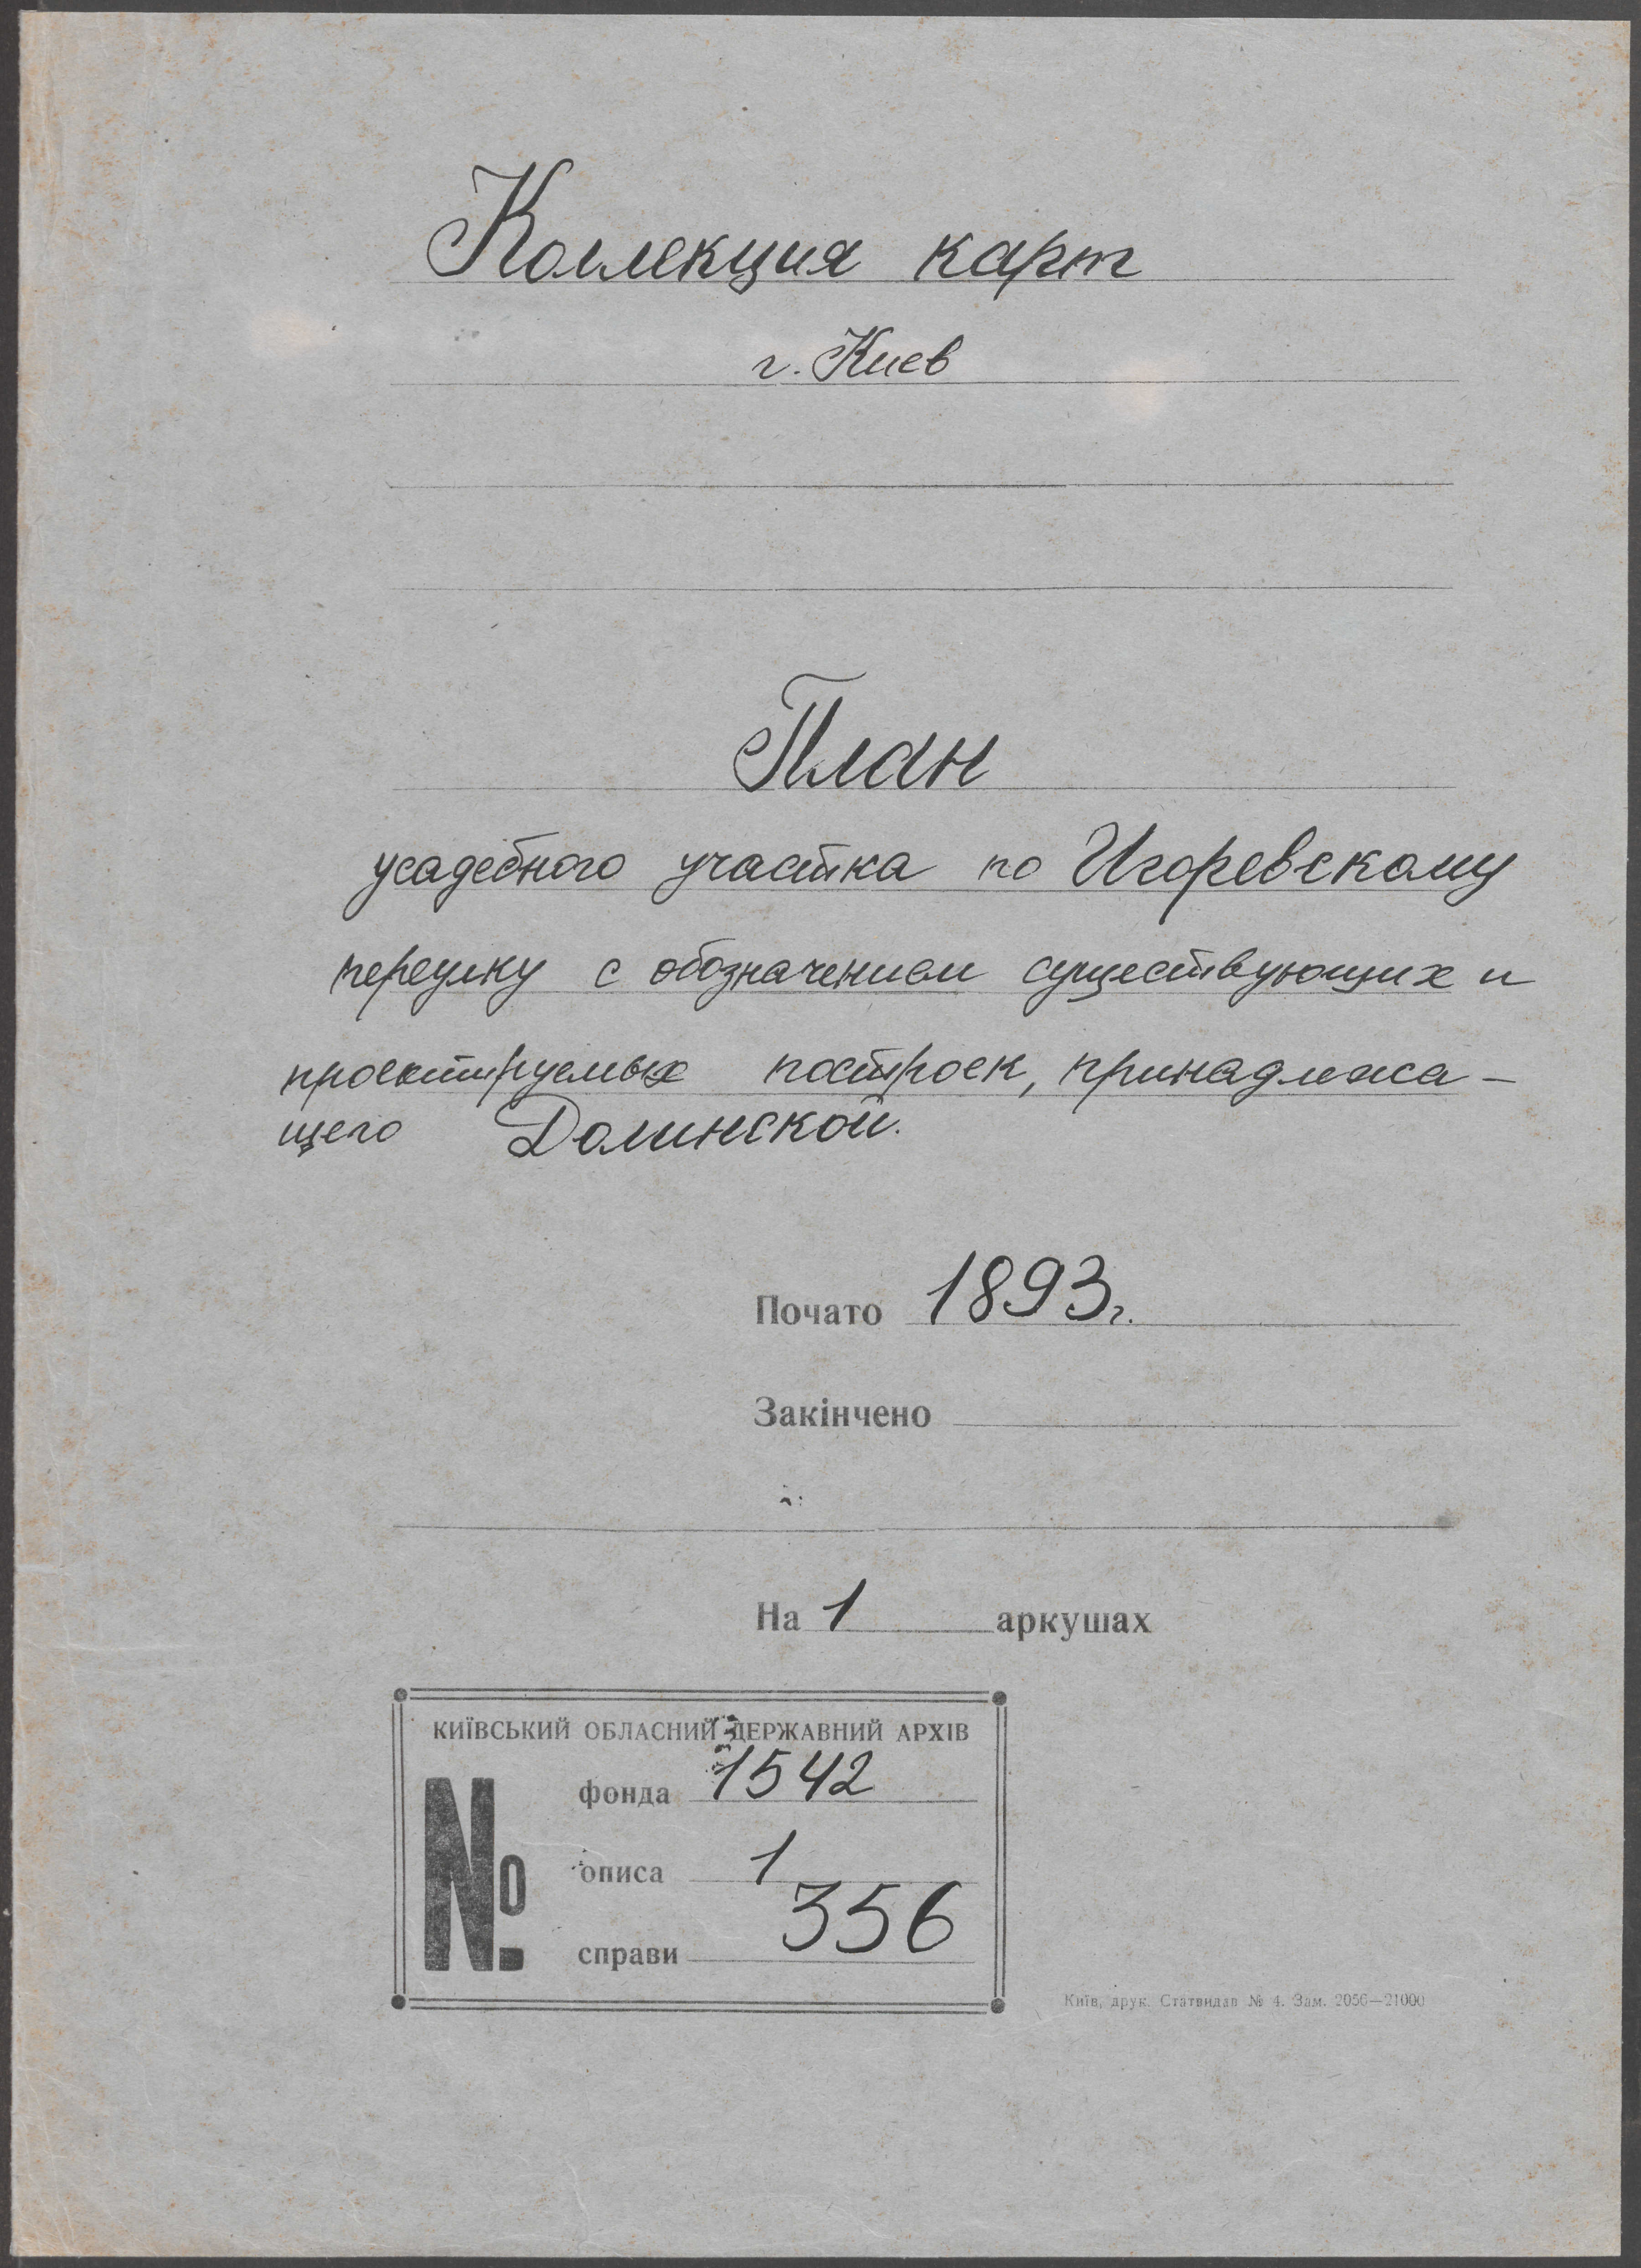 Коллекция карт
г. Киев
План
усадебного участка по Игоревскому
переулку с обозначением существующих и
проектируемых построек, принадлежа-
щего Долинской.
Почато 1893 г.
Закінчено
На 1 аркушах
КИЇВСЬКИЙ ОБЛАСНИЙ ДЕРЖАВНИЙ АРХІВ
№
фонда 1542
описа 1
справи 356
Київ, друк. Статвидав № 4. Зам. 2056—21000